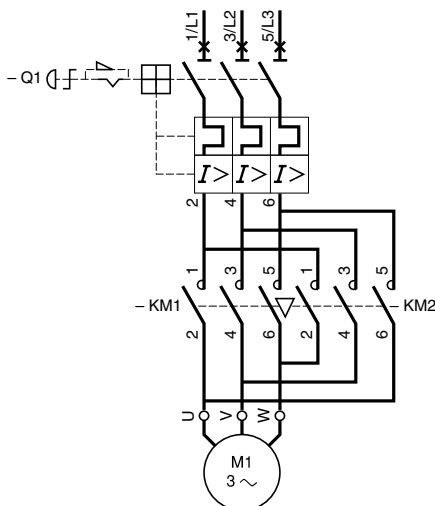 1/L1 3/L2 5/L3
– Q1
I> I> I>
2 4 6
1 3 5 1 3 5
– KM1 – KM2
2 4 6 2 4 6
U V W
M1
3 ~